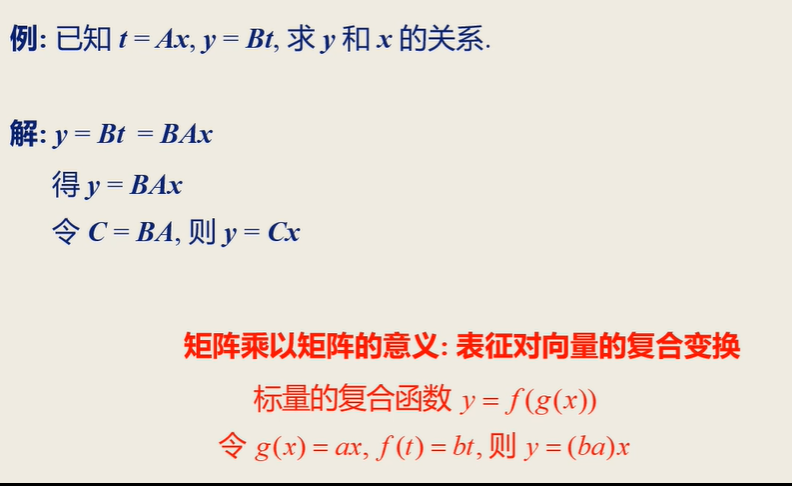 例: 已知 t = Ax, y = Bt, 求 y 和 x 的关系.
解: y = Bt = BAx
得 y = BAx
令 C = BA, 则 y = Cx
矩阵乘以矩阵的意义: 表征对向量的复合变换
标量的复合函数 y = f(g(x))
令 g(x) = ax, f(t) = bt, 则 y = (ba)x